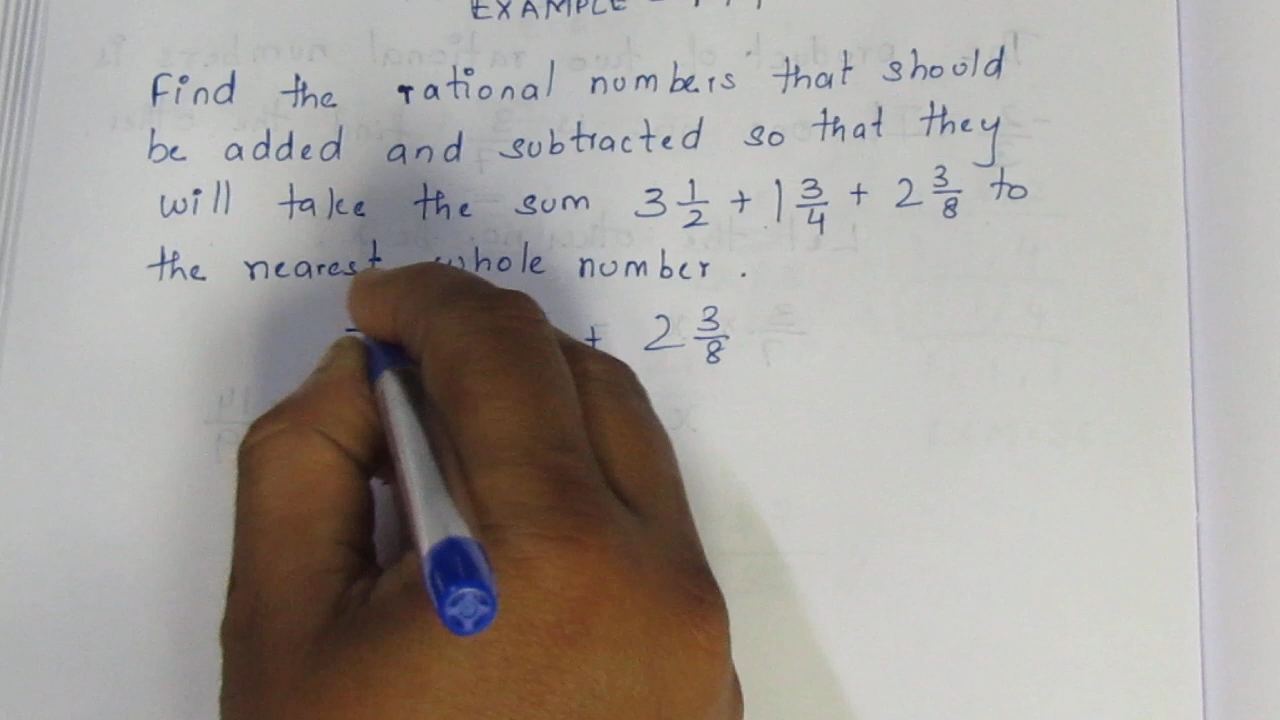 EXAMPLE -
Find the rational numbers that should
be added and subtracted so that they
will take the sum 3 1/2 + 1 3/4 + 2 3/8 to
the nearest whole number.
+ 2 3/8